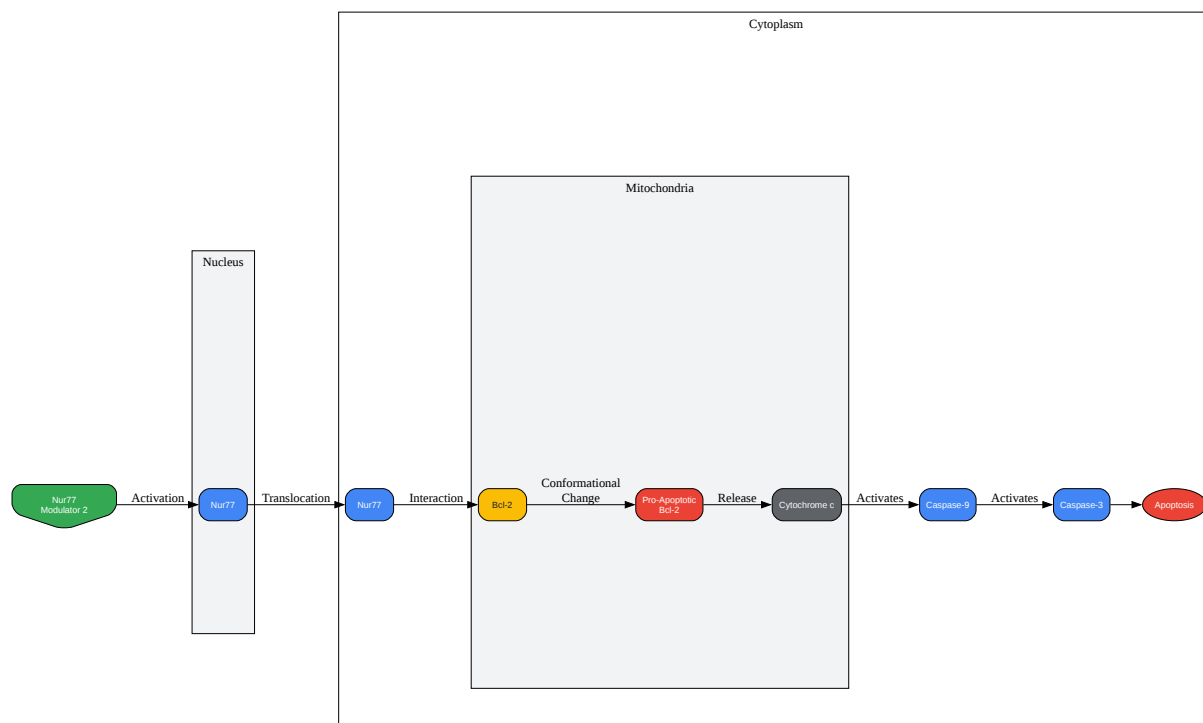 Cytoplasm
Mitochondria
Nucleus
Nur77
Modulator 2
Activation
Nur77
Translocation
Nur77
Interaction
Bcl-2
Conformational
Change
Pro-Apoptotic
Bcl-2
Release
Cytochrome c
Activates
Caspase-9
Activates
Caspase-3
Apoptosis